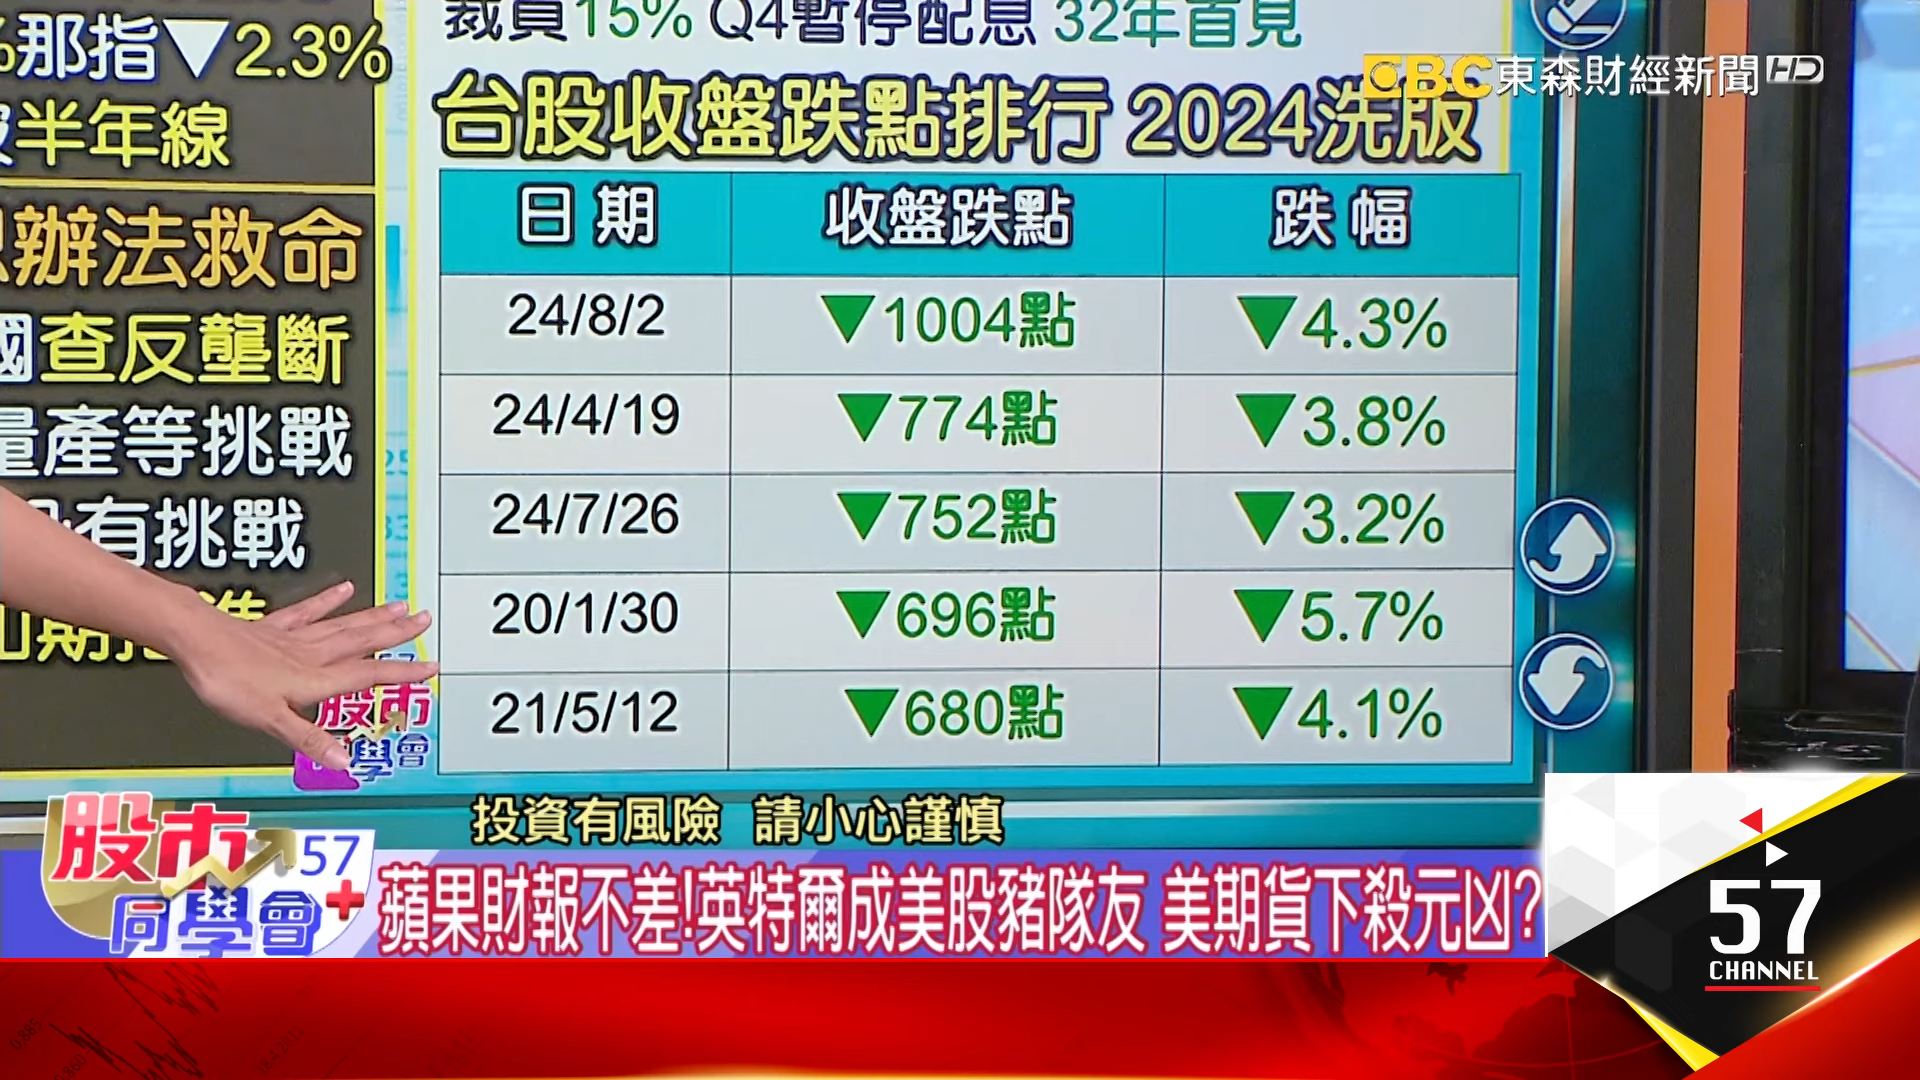 裁員15% Q4暫停配息 32年首見
EBC東森財經新聞HD
%那指▼2.3%
半年線
台股收盤跌點排行 2024洗版
辦法救命
國查反壟斷
量產等挑戰
有挑戰
日期 收盤跌點 跌幅
24/8/2 ▼1004點 ▼4.3%
24/4/19 ▼774點 ▼3.8%
24/7/26 ▼752點 ▼3.2%
20/1/30 ▼696點 ▼5.7%
21/5/12 ▼680點 ▼4.1%
股市
學會
投資有風險 請小心謹慎
股市 57
同學會+
蘋果財報不差!英特爾成美股豬隊友 美期貨下殺元凶?
57
CHANNEL